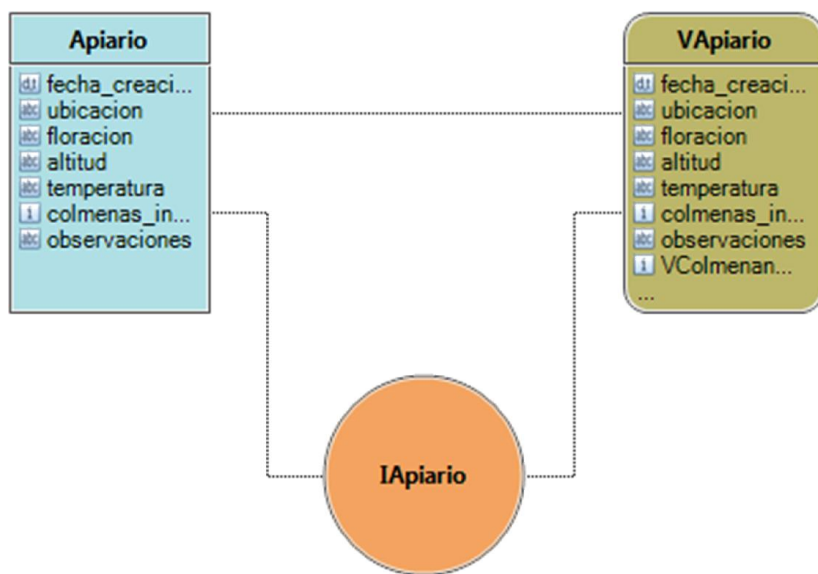 Apiario
fecha_creaci...
ubicacion
floracion
altitud
temperatura
colmenas_in...
observaciones
VApiario
fecha_creaci...
ubicacion
floracion
altitud
temperatura
colmenas_in...
observaciones
VColmenan...
...
IApiario